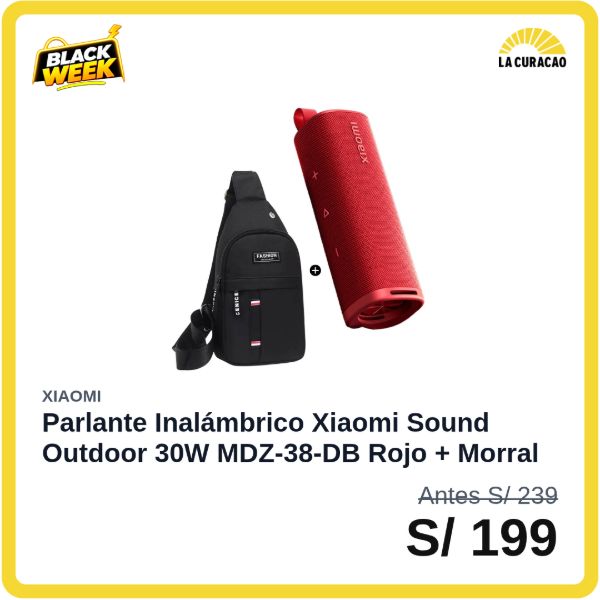 BLACK
WEEK
LA CURACAO
xiaomi
FASHION
XIAOMI
Parlante Inalámbrico Xiaomi Sound
Outdoor 30W MDZ-38-DB Rojo + Morral
Antes S/ 239
S/ 199